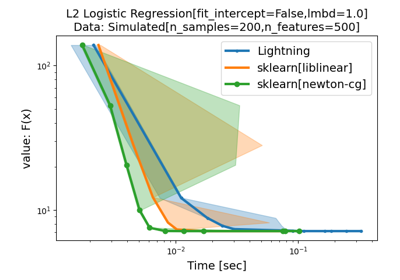 L2 Logistic Regression[fit_intercept=False,lmbd=1.0]
Data: Simulated[n_samples=200,n_features=500]
Lightning
sklearn[liblinear]
sklearn[newton-cg]
value: F(x)
10²
10¹
10⁻²
10⁻¹
Time [sec]